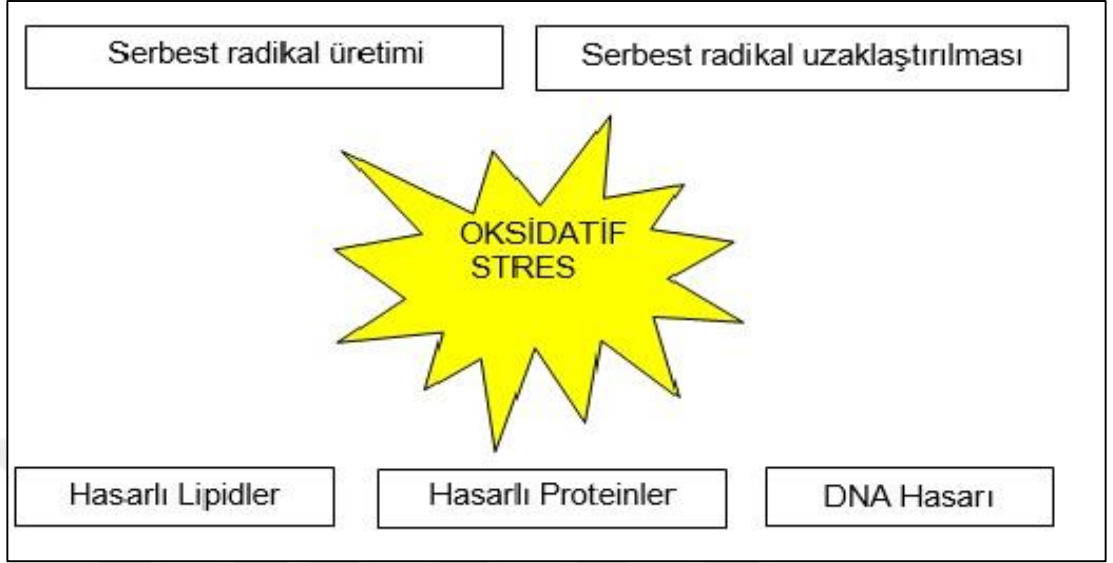 Serbest radikal üretimi
Serbest radikal uzaklaştırılması
OKSİDATİF
STRES
Hasarlı Lipidler
Hasarlı Proteinler
DNA Hasarı